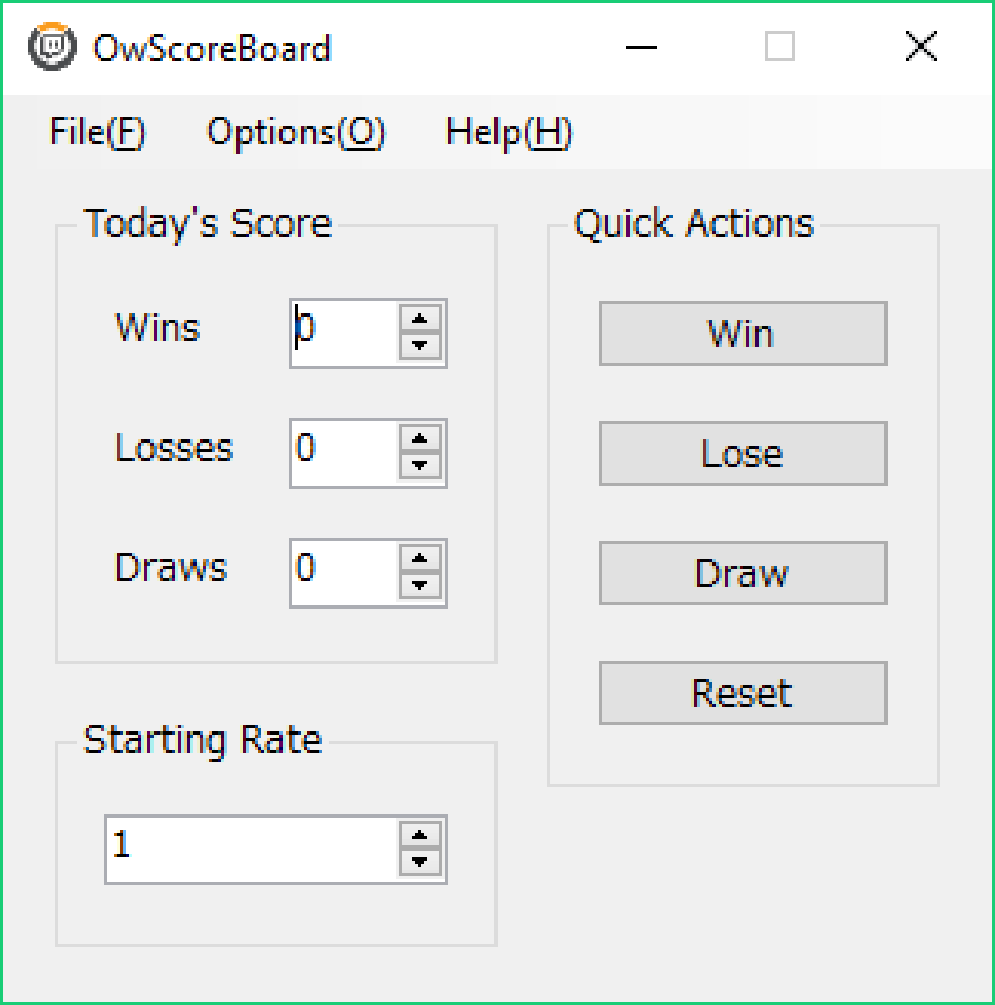 OwScoreBoard
File(F) Options(O) Help(H)
Today's Score
Wins 0
Losses 0
Draws 0
Starting Rate
1
Quick Actions
Win
Lose
Draw
Reset